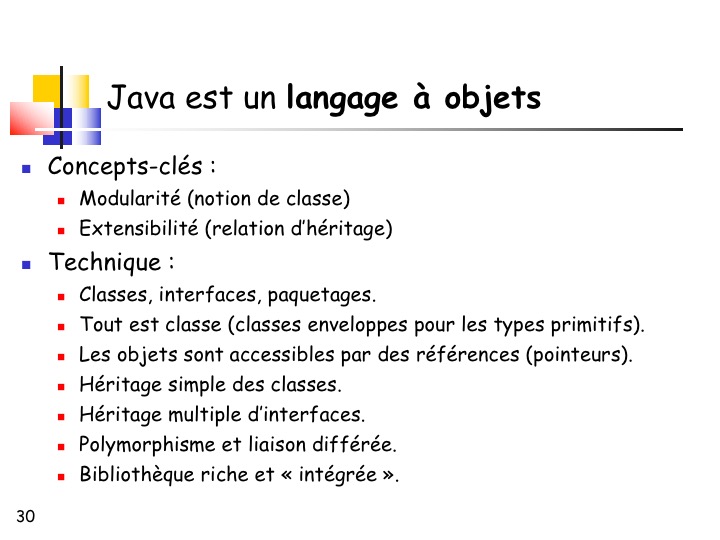 Java est un langage à objets
Concepts-clés :
Modularité (notion de classe)
Extensibilité (relation d’héritage)
Technique :
Classes, interfaces, paquetages.
Tout est classe (classes enveloppes pour les types primitifs).
Les objets sont accessibles par des références (pointeurs).
Héritage simple des classes.
Héritage multiple d’interfaces.
Polymorphisme et liaison différée.
Bibliothèque riche et « intégrée ».
30